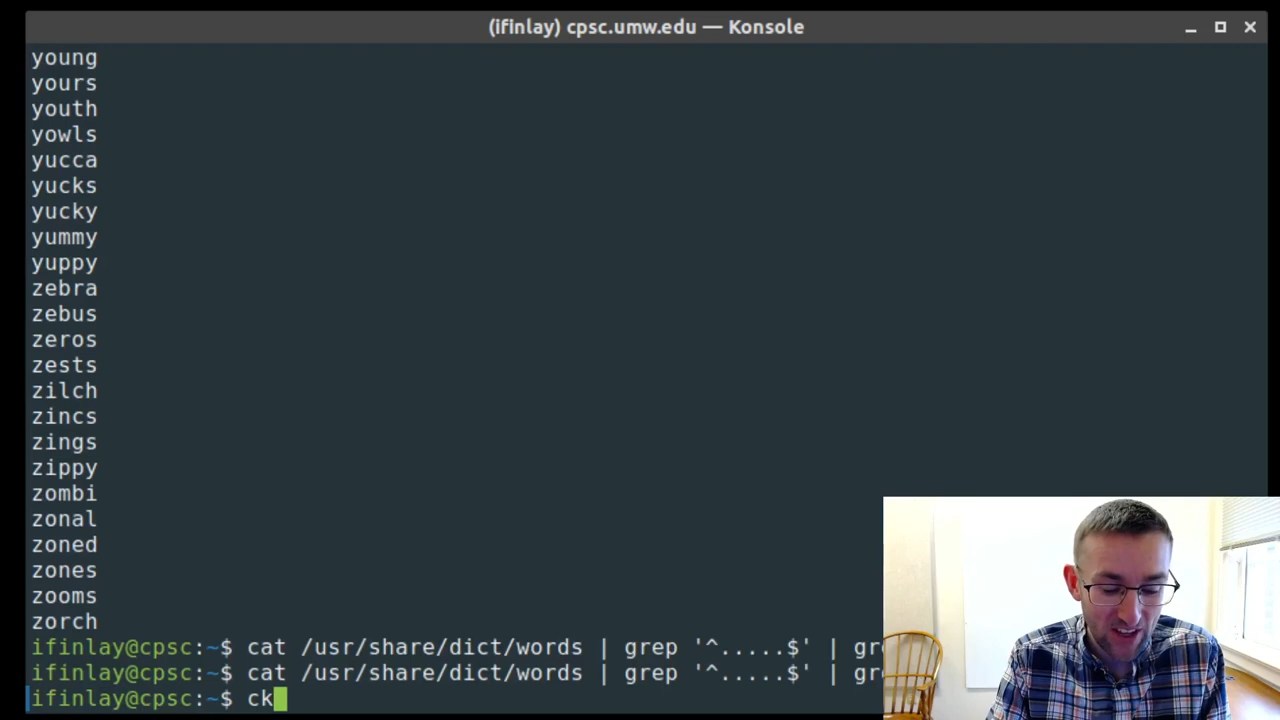 (ifinlay) cpsc.umw.edu — Konsole
young
yours
youth
yowls
yucca
yucks
yucky
yummy
yuppy
zebra
zebus
zeros
zests
zilch
zincs
zings
zippy
zombi
zonal
zoned
zones
zooms
zorch
ifinlay@cpsc:~$ cat /usr/share/dict/words | grep '^.....$' | gr
ifinlay@cpsc:~$ cat /usr/share/dict/words | grep '^.....$' | gr
ifinlay@cpsc:~$ ck